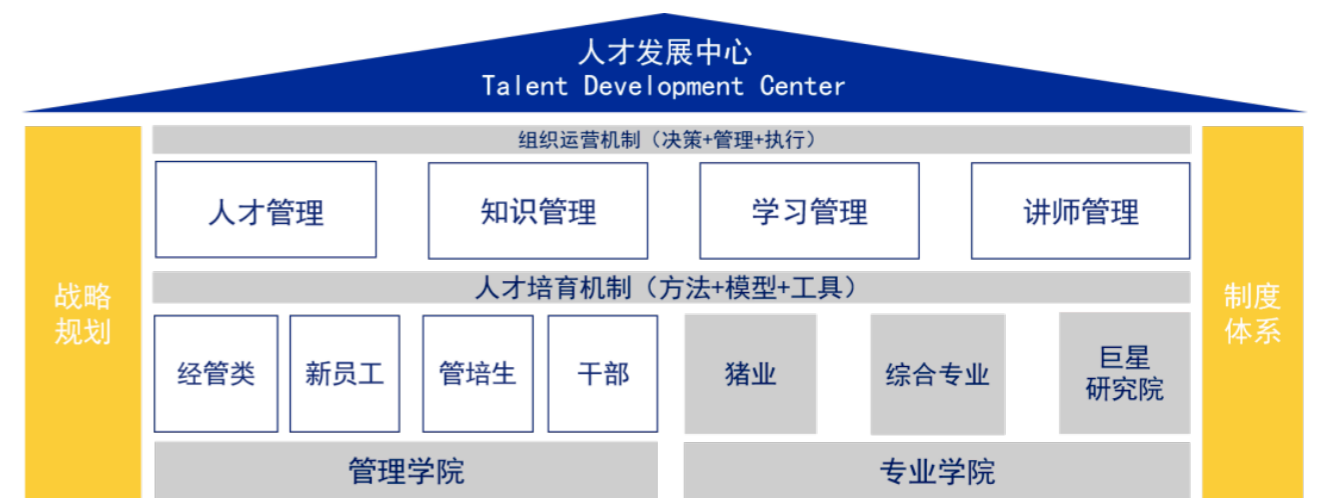 人才发展中心
Talent Development Center
组织运营机制（决策+管理+执行）
人才管理
知识管理
学习管理
讲师管理
战略
规划
人才培育机制（方法+模型+工具）
制度
体系
经管类
新员工
管培生
干部
猪业
综合专业
巨星
研究院
管理学院
专业学院